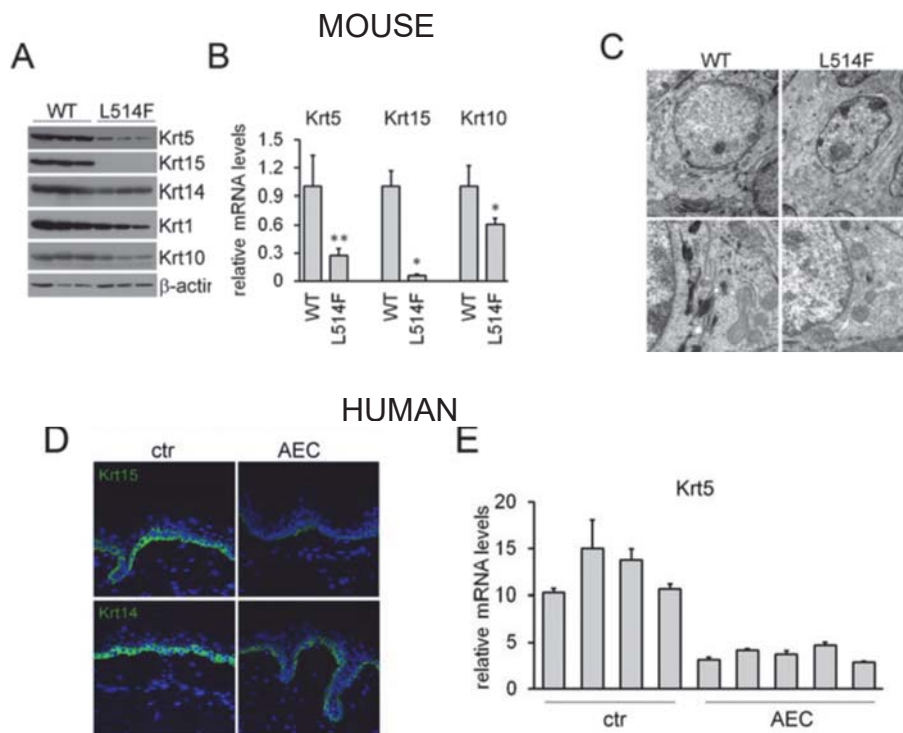 MOUSE
A
WT L514F
Krt5
Krt15
Krt14
Krt1
Krt10
β-actin
B
Krt5 Krt15 Krt10
relative mRNA levels
1.5
1.2
0.9
0.6
0.3
0
** * *
WT L514F WT L514F WT L514F
C
WT L514F
HUMAN
D
ctr AEC
Krt15
Krt14
E
Krt5
relative mRNA levels
20
15
10
5
0
ctr AEC